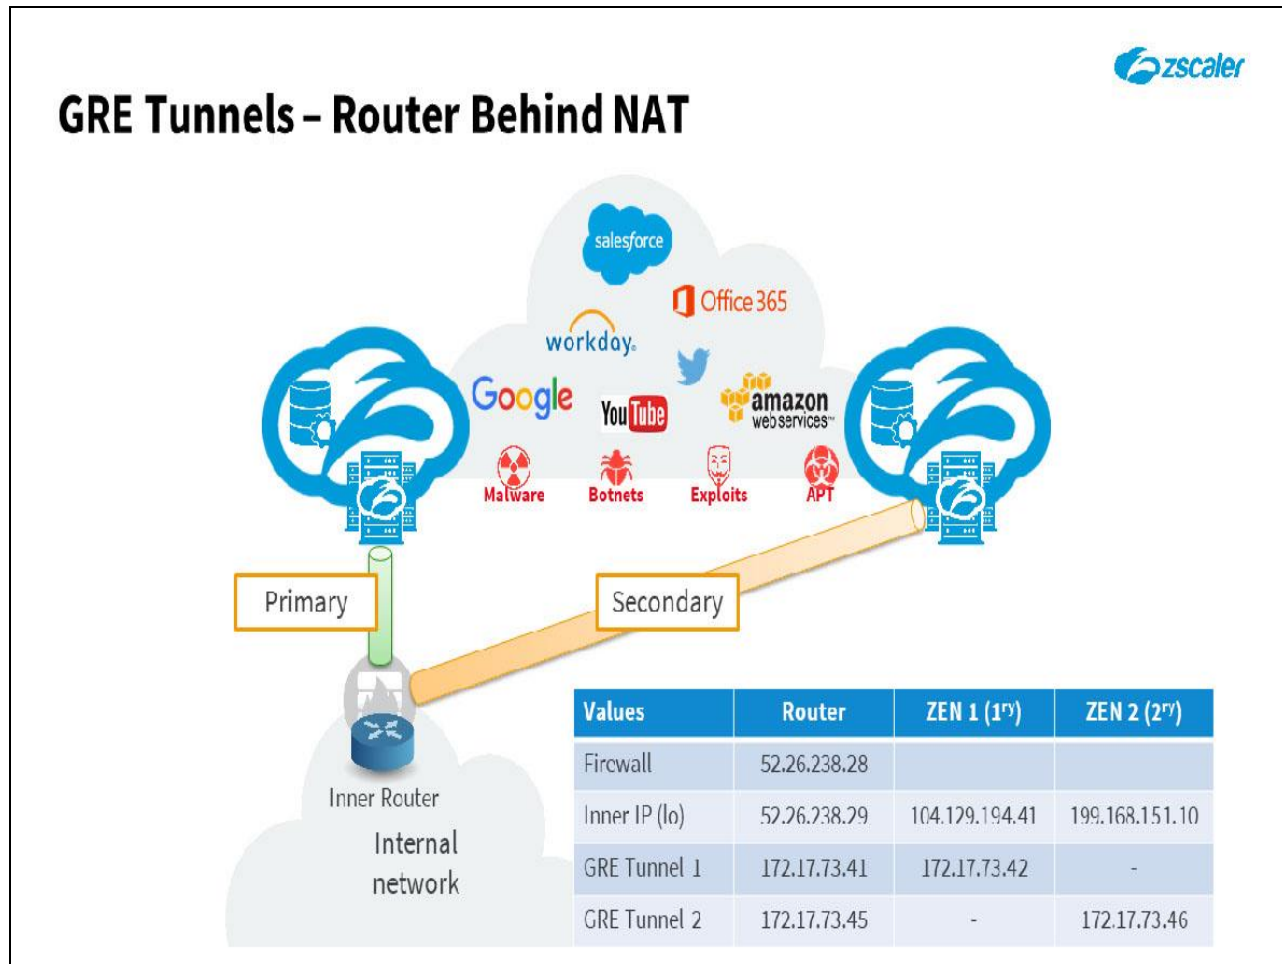 zscaler
GRE Tunnels – Router Behind NAT
salesforce
Office 365
workday.
Google
YouTube
amazon
web services™
Malware Botnets Exploits APT
Primary
Secondary
Inner Router
Internal
network
Values Router ZEN 1 (1ry) ZEN 2 (2ry)
Firewall 52.26.238.28
Inner IP (lo) 52.26.238.29 104.129.194.41 199.168.151.10
GRE Tunnel 1 172.17.73.41 172.17.73.42 -
GRE Tunnel 2 172.17.73.45 - 172.17.73.46